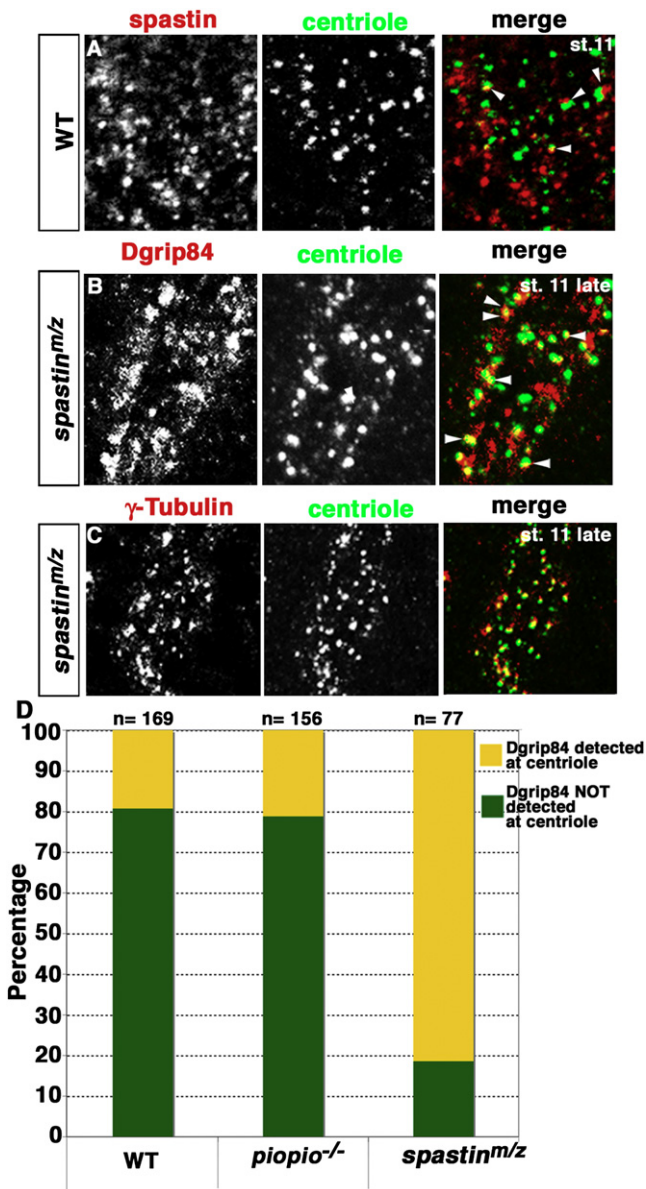 spastin centriole merge
A st.11
WT
Dgrip84 centriole merge
B st. 11 late
spastinm/z
γ-Tubulin centriole merge
C st. 11 late
spastinm/z
D
n= 169 n= 156 n= 77
100
90
80
70
60
50
40
30
20
10
0
Percentage
Dgrip84 detected
at centriole
Dgrip84 NOT
detected
at centriole
WT piopio-/- spastinm/z